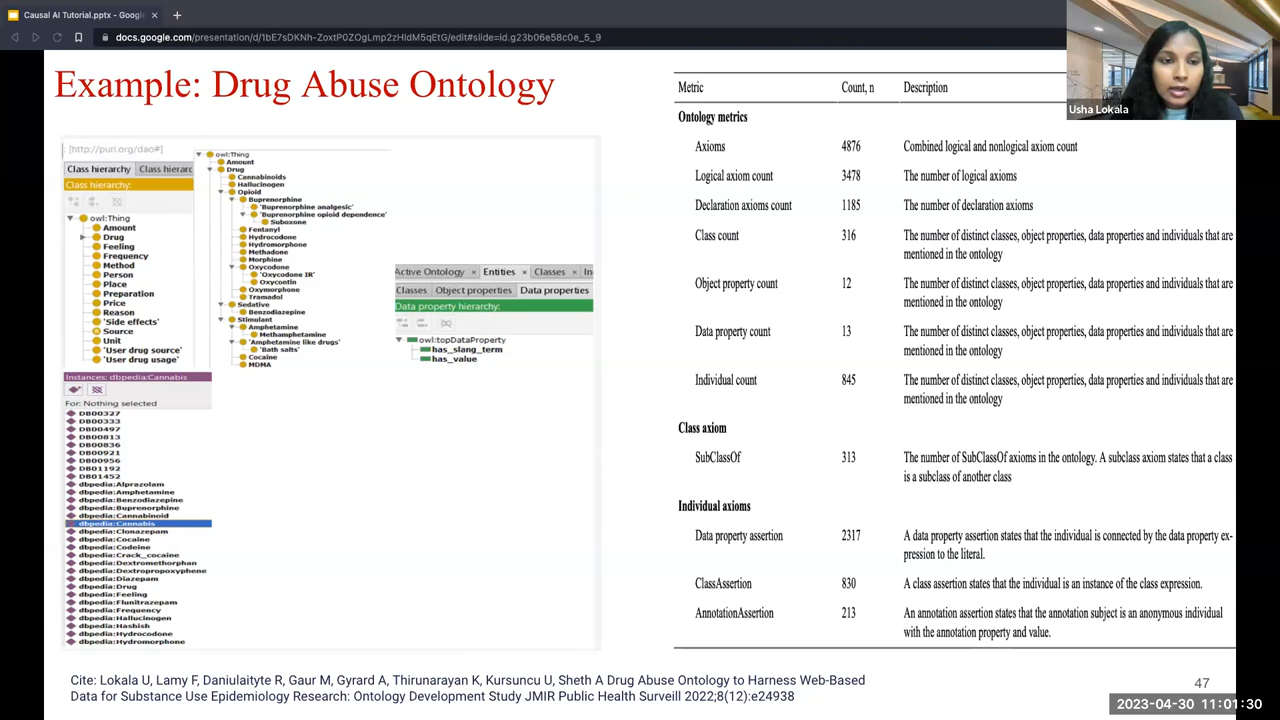 Causal AI Tutorial.pptx - Googl
docs.google.com/presentation/d/1bE7sDKNh-ZoxtP0ZOgLmp2zHIdM5qEtG/edit#slide=id.g23b06e58c0e_5_9
Usha Lokala
Example: Drug Abuse Ontology
[http://purl.org/dao#]
Class hierarchy Class hierarc
Class hierarchy:
owl:Thing
Amount
Drug
Feeling
Frequency
Method
Person
Place
Preparation
Price
Reason
'Side effects'
Source
Unit
'User drug source'
'User drug usage'
owl:Thing
Amount
Drug
Cannabinoids
Hallucinogen
Opioid
Buprenorphine
'Buprenorphine analgesic'
'Buprenorphine opioid dependence'
Suboxone
Fentanyl
Hydrocodone
Hydromorphone
Methadone
Morphine
Oxycodone
'Oxycodone IR'
Oxycontin
Oxymorphone
Tramadol
Sedative
Benzodiazepine
Stimulant
Amphetamine
Methamphetamine
'Amphetamine like drugs'
'Bath salts'
Cocaine
MDMA
Active Ontology × Entities × Classes × In
Classes Object properties Data properties
Data property hierarchy:
owl:topDataProperty
has_slang_term
has_value
Instances: dbpedia:Cannabis
For: Nothing selected
DB00327
DB00333
DB00497
DB00813
DB00836
DB00921
DB00956
DB01192
DB01452
dbpedia:Alprazolam
dbpedia:Amphetamine
dbpedia:Benzodiazepine
dbpedia:Buprenorphine
dbpedia:Cannabinoid
dbpedia:Cannabis
dbpedia:Clonazepam
dbpedia:Cocaine
dbpedia:Codeine
dbpedia:Crack_cocaine
dbpedia:Dextromethorphan
dbpedia:Dextropropoxyphene
dbpedia:Diazepam
dbpedia:Drug
dbpedia:Feeling
dbpedia:Flunitrazepam
dbpedia:Frequency
dbpedia:Hallucinogen
dbpedia:Hashish
dbpedia:Hydrocodone
dbpedia:Hydromorphone
Metric Count, n Description
Ontology metrics
Axioms 4876 Combined logical and nonlogical axiom count
Logical axiom count 3478 The number of logical axioms
Declaration axioms count 1185 The number of declaration axioms
Class count 316 The number of distinct classes, object properties, data properties and individuals that are
mentioned in the ontology
Object property count 12 The number of distinct classes, object properties, data properties and individuals that are
mentioned in the ontology
Data property count 13 The number of distinct classes, object properties, data properties and individuals that are
mentioned in the ontology
Individual count 845 The number of distinct classes, object properties, data properties and individuals that are
mentioned in the ontology
Class axiom
SubClassOf 313 The number of SubClassOf axioms in the ontology. A subclass axiom states that a class
is a subclass of another class
Individual axioms
Data property assertion 2317 A data property assertion states that the individual is connected by the data property ex-
pression to the literal.
ClassAssertion 830 A class assertion states that the individual is an instance of the class expression.
AnnotationAssertion 213 An annotation assertion states that the annotation subject is an anonymous individual
with the annotation property and value.
Cite: Lokala U, Lamy F, Daniulaityte R, Gaur M, Gyrard A, Thirunarayan K, Kursuncu U, Sheth A Drug Abuse Ontology to Harness Web-Based
Data for Substance Use Epidemiology Research: Ontology Development Study JMIR Public Health Surveill 2022;8(12):e24938
47
2023-04-30 11:01:30